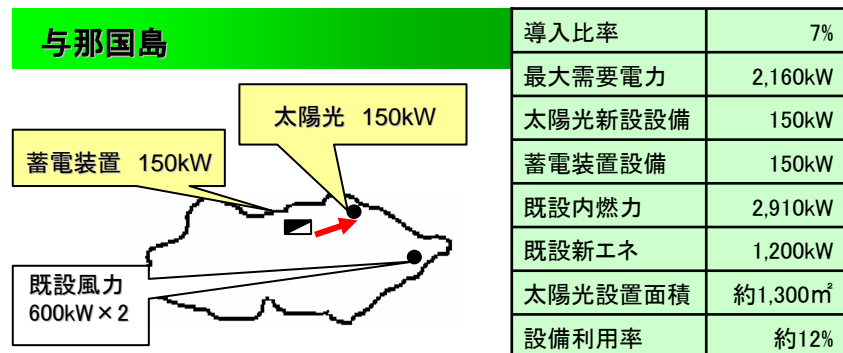 与那国島
太陽光 150kW
蓄電装置 150kW
既設風力
600kW×2
導入比率 7%
最大需要電力 2,160kW
太陽光新設設備 150kW
蓄電装置設備 150kW
既設内燃力 2,910kW
既設新エネ 1,200kW
太陽光設置面積 約1,300㎡
設備利用率 約12%